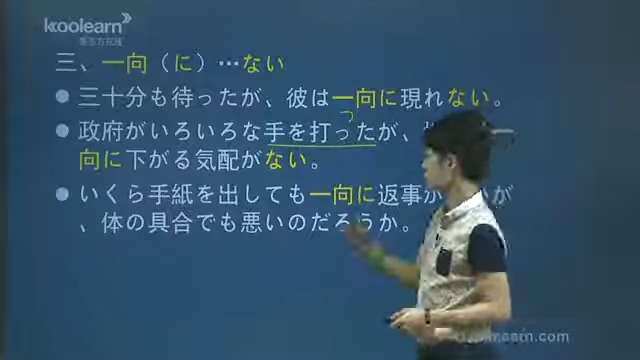 koolearn
新东方在线
三、一向（に）…ない
● 三十分も待ったが、彼は一向に現れない。
● 政府がいろいろな手を打ったが、
っ
向に下がる気配がない。
● いくら手紙を出しても一向に返事が が
、体の具合でも悪いのだろうか。
learn.com